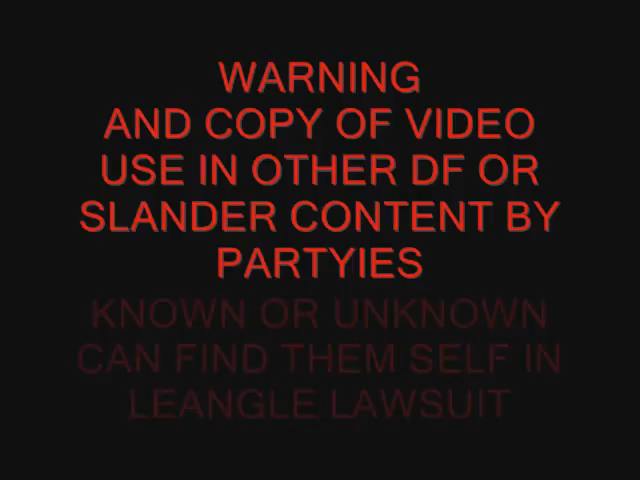 WARNING
AND COPY OF VIDEO
USE IN OTHER DF OR
SLANDER CONTENT BY
PARTYIES
KNOWN OR UNKNOWN
CAN FIND THEM SELF IN
LEANGLE LAWSUIT